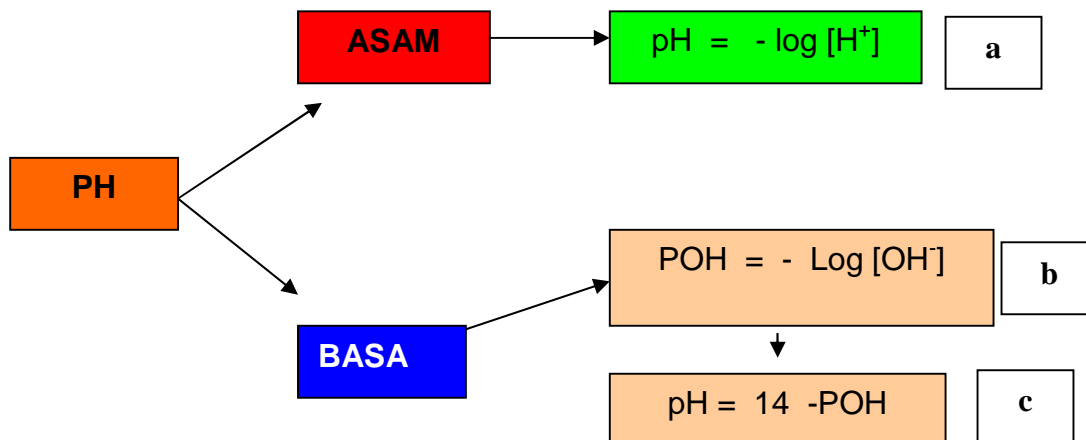 ASAM
pH = - log [H⁺]
a
PH
POH = - Log [OH⁻]
b
BASA
pH = 14 -POH
c